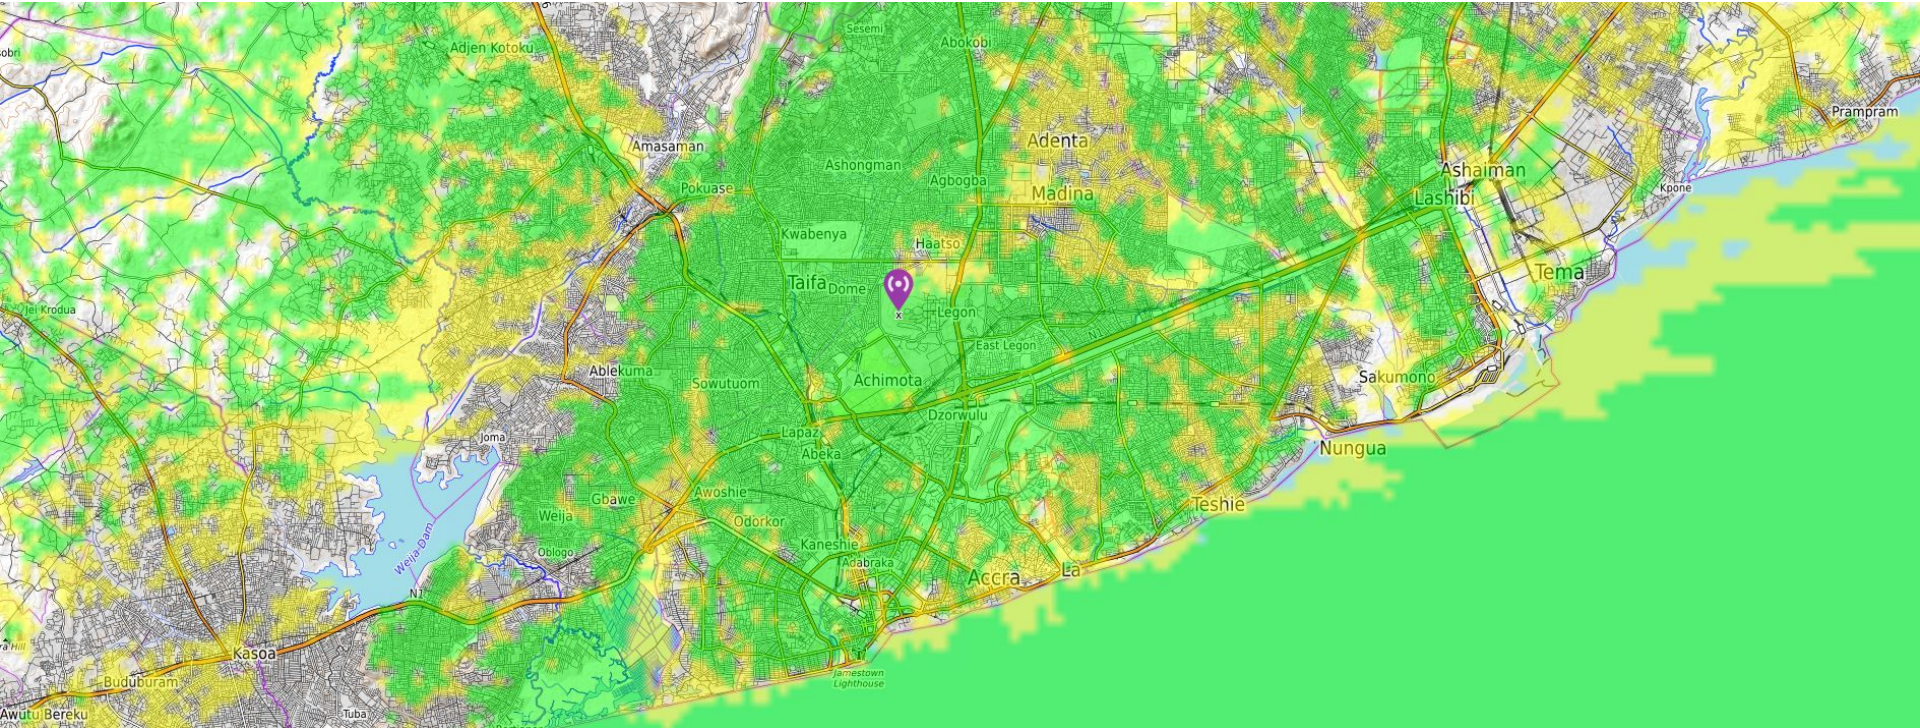 Sesemi
Abokobi
Adjen Kotoku
Prampram
Amasaman
Adenta
Ashongman
Ashaiman
Agbogba
Pokuase
Madina
Kpone
Lashibi
Kwabenya
Haatso
Tema
Taifa
Dome
Legon
Jei Krodua
East Legon
N1
Ablekuma
Sowutuom
Achimota
Sakumono
Dzorwulu
Lapaz
Joma
Nungua
Abeka
Gbawe
Awoshie
Teshie
Weija
Odorkor
Weija Dam
Oblogo
Kaneshie
Adabraka
La
Accra
N1
Kasoa
Jamestown
Lighthouse
Buduburam
Awutu Bereku
Tuba
x